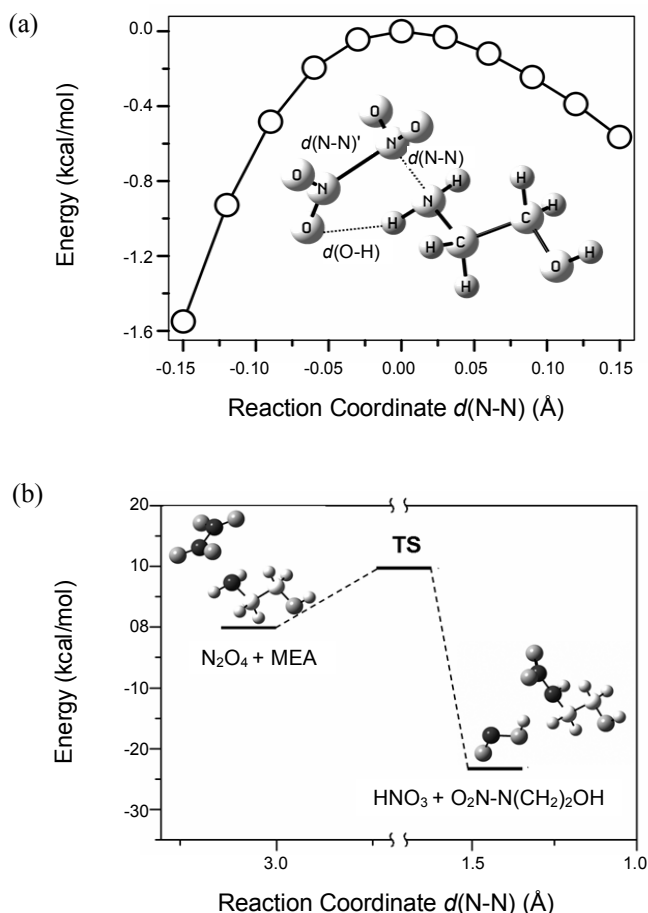 (a)
0.0
-0.4
-0.8
-1.2
-1.6
Energy (kcal/mol)
O
O
N
d(N-N)'
d(N-N)
O
N
H
H
H
N
O
H
C
d(O-H)
H
C
O
H
H
-0.15
-0.10
-0.05
0.00
0.05
0.10
0.15
Reaction Coordinate d(N-N) (Å)
(b)
20
10
08
-10
-20
-30
Energy (kcal/mol)
TS
N₂O₄ + MEA
HNO₃ + O₂N-N(CH₂)₂OH
3.0
1.5
1.0
Reaction Coordinate d(N-N) (Å)